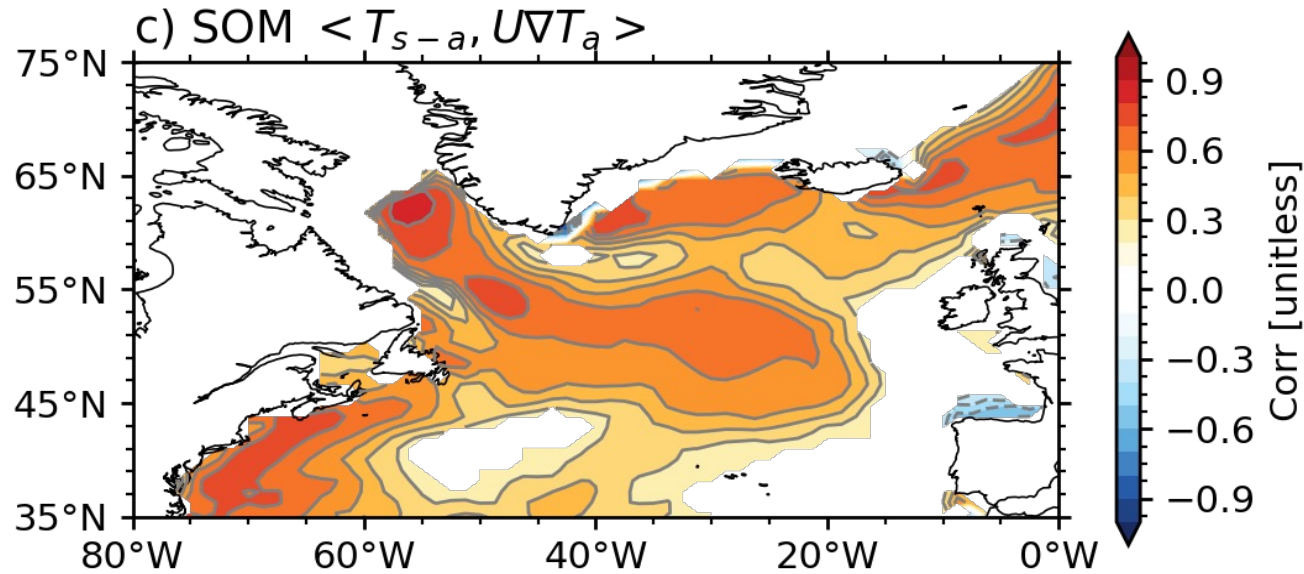 c) SOM < T_{s−a}, U∇T_a >
75°N
65°N
55°N
45°N
35°N
80°W 60°W 40°W 20°W 0°W
0.9
0.6
0.3
0.0
−0.3
−0.6
−0.9
Corr [unitless]